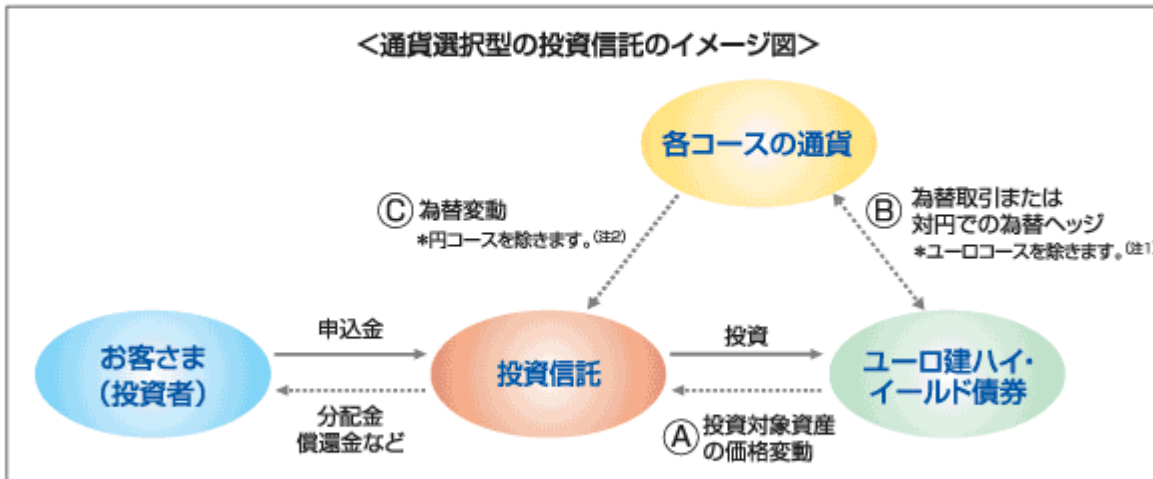 <通貨選択型の投資信託のイメージ図>
各コースの通貨
Ⓒ 為替変動
*円コースを除きます。(注2)
Ⓑ 為替取引または
対円での為替ヘッジ
*ユーロコースを除きます。(注1)
お客さま
(投資者)
申込金
分配金
償還金など
投資信託
投資
Ⓐ 投資対象資産
の価格変動
ユーロ建ハイ・
イールド債券